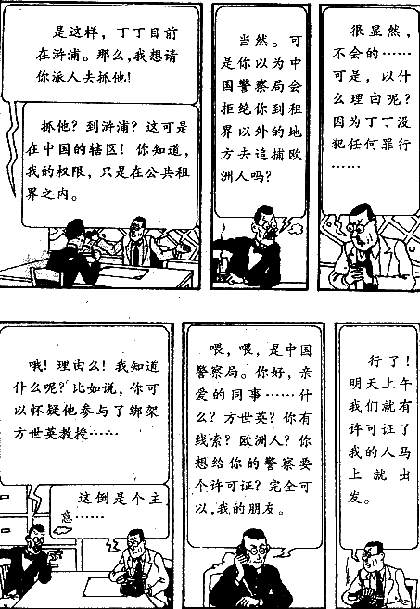 是这样，丁丁目前
在浒浦。那么，我想请
你派人去抓他！
抓他？到浒浦？这可是
在中国的辖区！你知道，
我的权限，只是在公共租
界之内。
当然。可
是你以为中
国警察局会
拒绝你到租
界以外的地
方去追捕欧
洲人吗？
很显然，
不会的……
可是，以什
么理由呢？
因为丁丁没
犯任何罪行
……
哦！理由么！我知道
什么呢？比如说，你可
以怀疑他参与了绑架
方世英教授……
这倒是个主
意……
喂，喂，是中国
警察局。你好，亲
爱的同事……什
么？方世英？你有
线索？欧洲人？你
想给你的警察要
个许可证？完全可
以，我的朋友。
行了！
明天上午
我们就有
许可证了
我的人马
上就出
发。